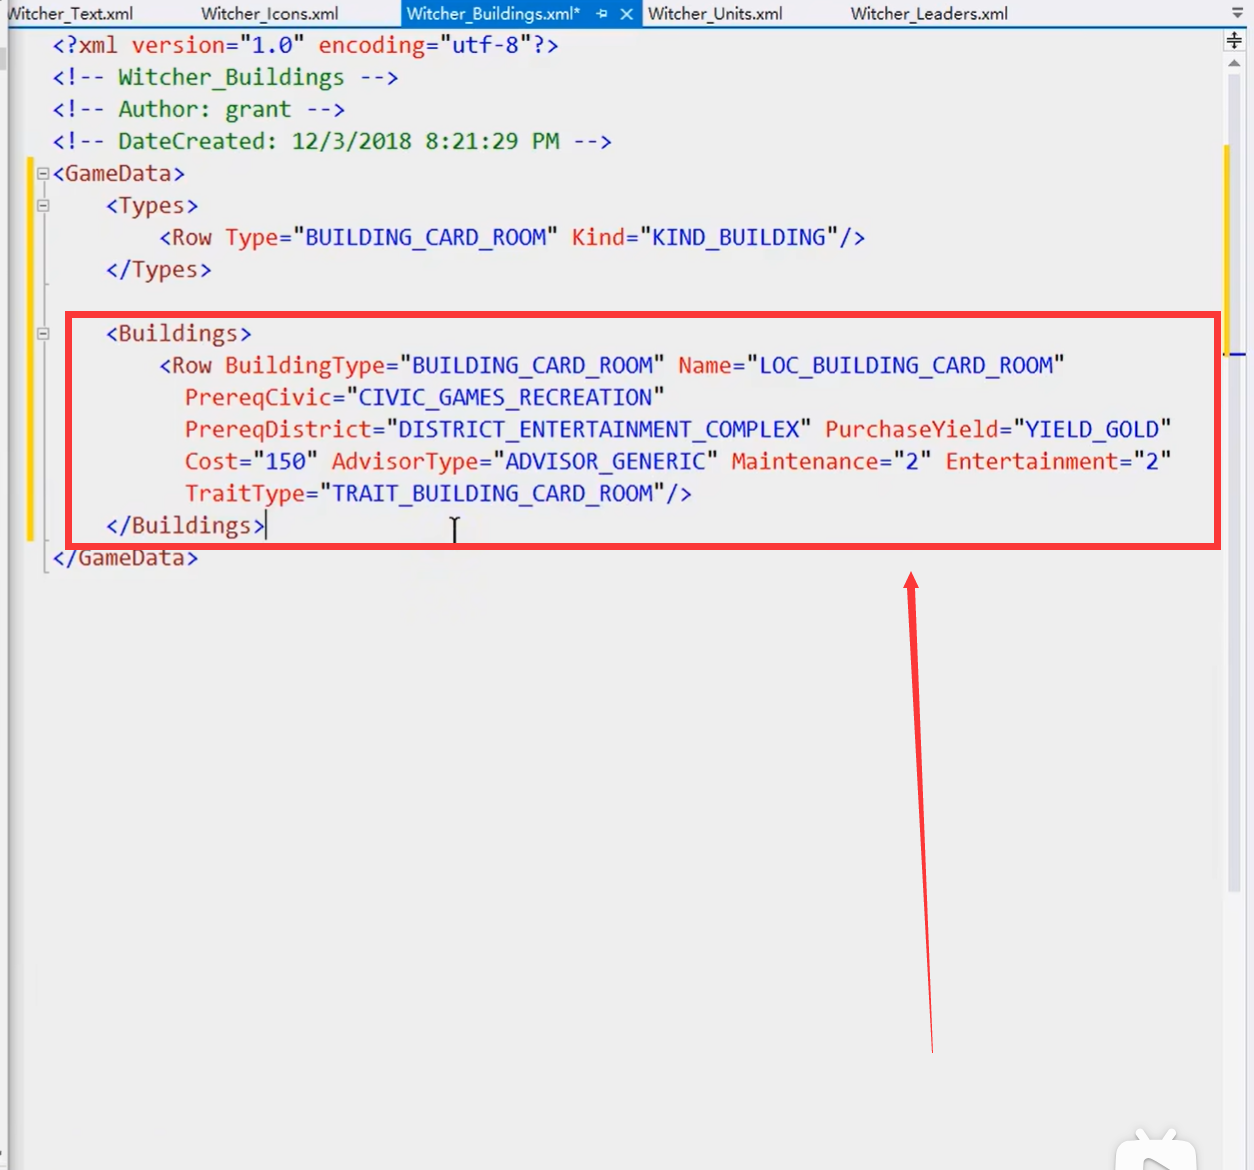 Witcher_Text.xml Witcher_Icons.xml Witcher_Buildings.xml* Witcher_Units.xml Witcher_Leaders.xml
<?xml version="1.0" encoding="utf-8"?>
<!-- Witcher_Buildings -->
<!-- Author: grant -->
<!-- DateCreated: 12/3/2018 8:21:29 PM -->
<GameData>
<Types>
<Row Type="BUILDING_CARD_ROOM" Kind="KIND_BUILDING"/>
</Types>
<Buildings>
<Row BuildingType="BUILDING_CARD_ROOM" Name="LOC_BUILDING_CARD_ROOM"
PrereqCivic="CIVIC_GAMES_RECREATION"
PrereqDistrict="DISTRICT_ENTERTAINMENT_COMPLEX" PurchaseYield="YIELD_GOLD"
Cost="150" AdvisorType="ADVISOR_GENERIC" Maintenance="2" Entertainment="2"
TraitType="TRAIT_BUILDING_CARD_ROOM"/>
</Buildings>
</GameData>